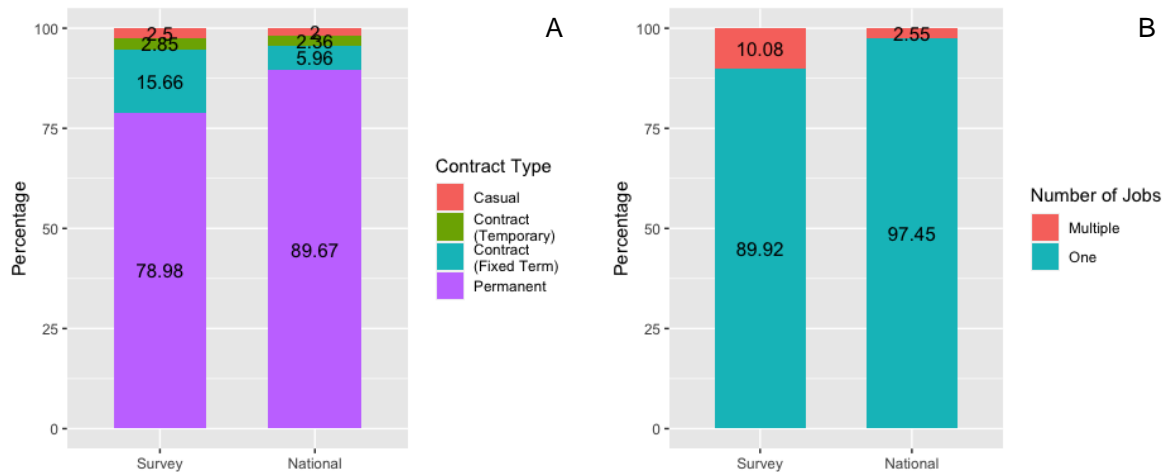 A
Percentage
100
75
50
25
0
2.5
2.85
15.66
78.98
2
2.36
5.96
89.67
Survey
National
Contract Type
Casual
Contract
(Temporary)
Contract
(Fixed Term)
Permanent
B
Percentage
100
75
50
25
0
10.08
89.92
2.55
97.45
Survey
National
Number of Jobs
Multiple
One